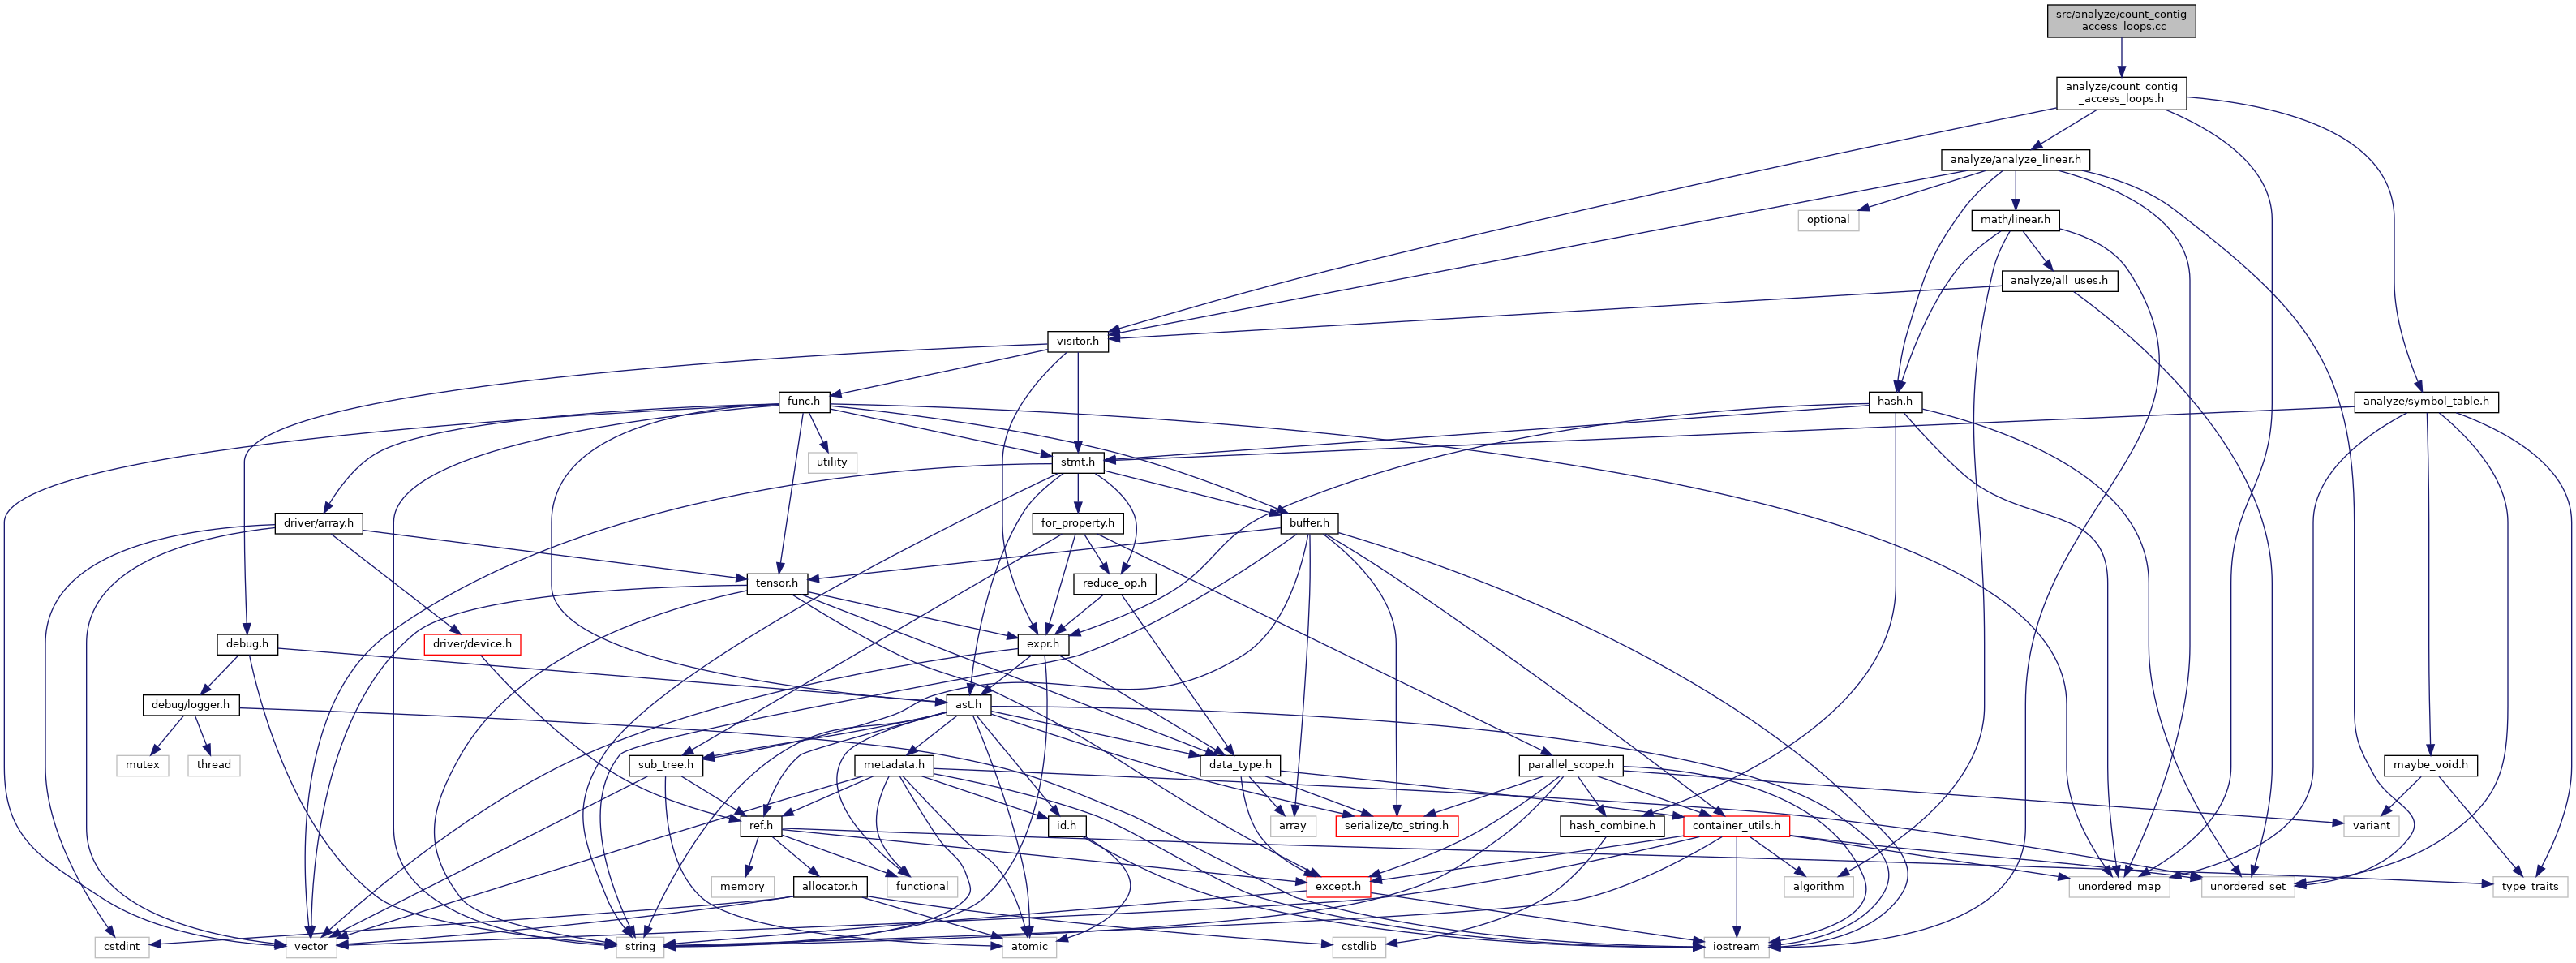 src/analyze/count_contig
_access_loops.cc
analyze/count_contig
_access_loops.h
analyze/analyze_linear.h
optional
math/linear.h
analyze/all_uses.h
visitor.h
func.h
hash.h
analyze/symbol_table.h
utility
stmt.h
driver/array.h
for_property.h
buffer.h
tensor.h
reduce_op.h
debug.h
driver/device.h
expr.h
debug/logger.h
ast.h
mutex
thread
sub_tree.h
metadata.h
data_type.h
parallel_scope.h
maybe_void.h
ref.h
id.h
array
serialize/to_string.h
hash_combine.h
container_utils.h
variant
memory
allocator.h
functional
except.h
algorithm
unordered_map
unordered_set
type_traits
cstdint
vector
string
atomic
cstdlib
iostream